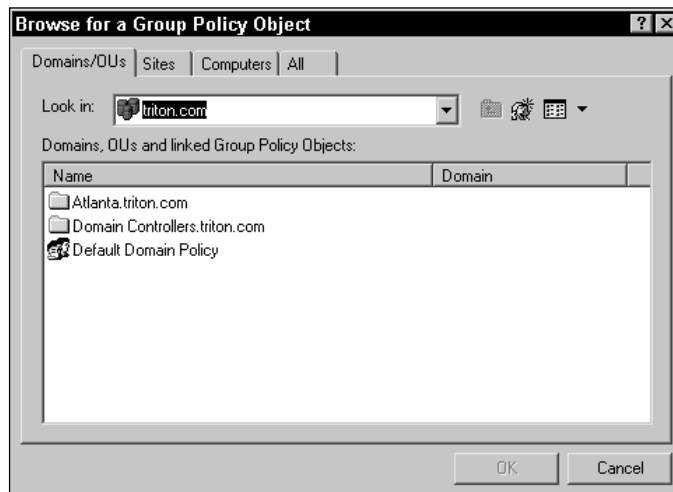 Browse for a Group Policy Object
Domains/OUs Sites Computers All
Look in: triton.com
Domains, OUs and linked Group Policy Objects:
Name Domain
Atlanta.triton.com
Domain Controllers.triton.com
Default Domain Policy
OK Cancel